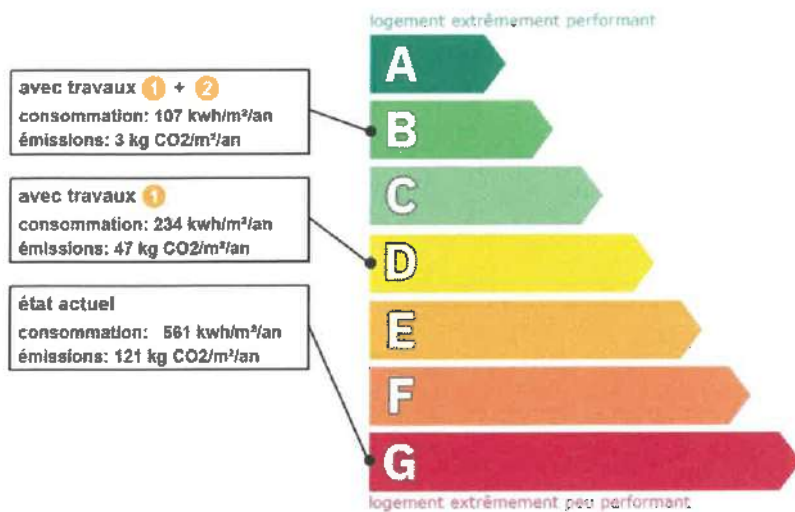 logement extrêmement performant
A
avec travaux 1 + 2
consommation: 107 kwh/m²/an
émissions: 3 kg CO2/m²/an
B
C
avec travaux 1
consommation: 234 kwh/m²/an
émissions: 47 kg CO2/m²/an
D
état actuel
consommation: 561 kwh/m²/an
émissions: 121 kg CO2/m²/an
E
F
G
logement extrêmement peu performant